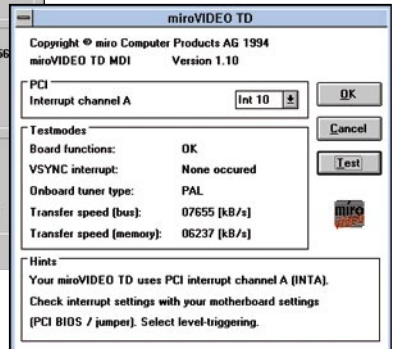 miroVIDEO TD
Copyright © miro Computer Products AG 1994
miroVIDEO TD MDI Version 1.10
PCI
Interrupt channel A Int 10
OK
Testmodes
Cancel
Board functions: OK
VSYNC interrupt: None occured
Test
Onboard tuner type: PAL
Transfer speed (bus): 07655 [kB/s]
miro
Transfer speed (memory): 06237 [kB/s]
Hints
Your miroVIDEO TD uses PCI interrupt channel A (INTA).
Check interrupt settings with your motherboard settings
(PCI BIOS / jumper). Select level-triggering.